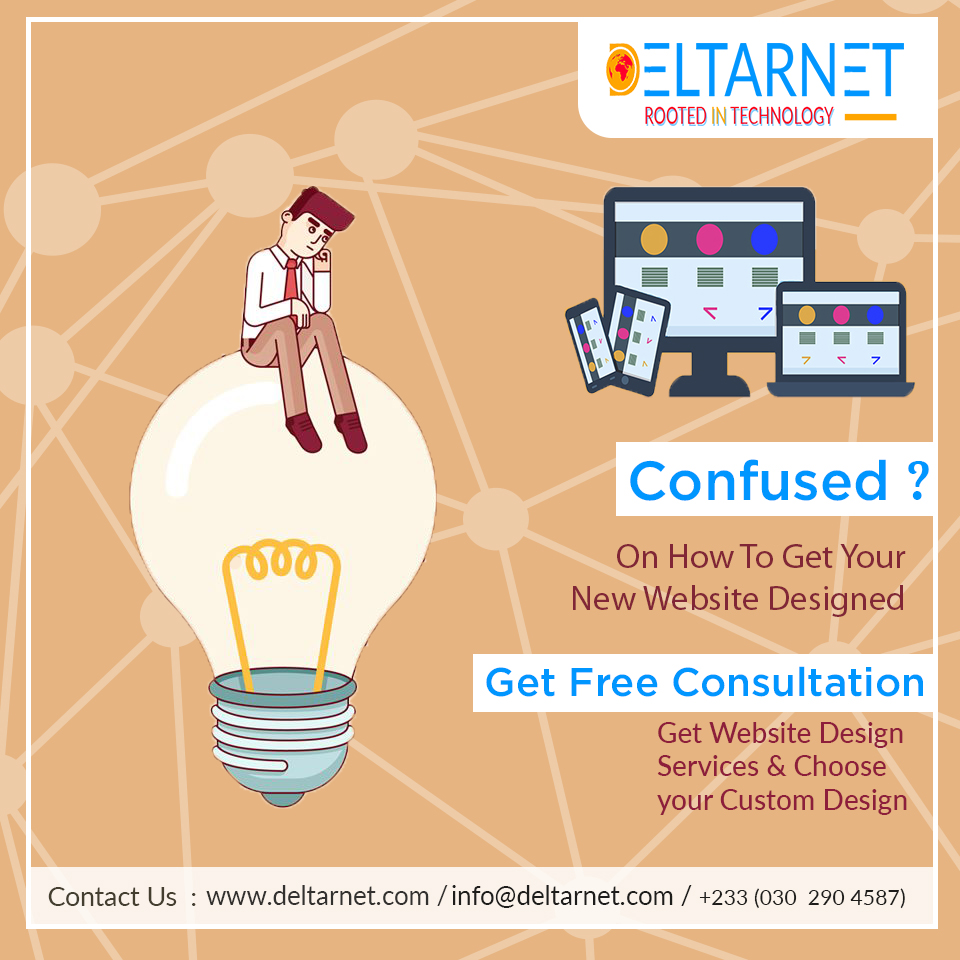 DELTARNET
ROOTED IN TECHNOLOGY
Confused ?
On How To Get Your
New Website Designed
Get Free Consultation
Get Website Design
Services & Choose
your Custom Design
Contact Us : www.deltarnet.com / info@deltarnet.com / +233 (030 290 4587)